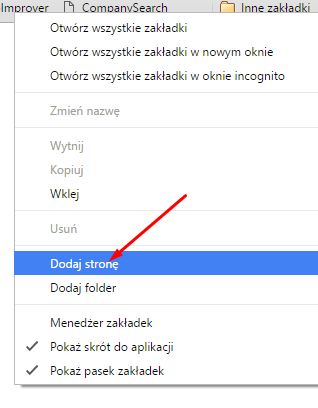 Improver CompanySearch Inne zakładki
Otwórz wszystkie zakładki
Otwórz wszystkie zakładki w nowym oknie
Otwórz wszystkie zakładki w oknie incognito
Zmień nazwę
Wytnij
Kopiuj
Wklej
Usuń
Dodaj stronę
Dodaj folder
Menedżer zakładek
Pokaż skrót do aplikacji
Pokaż pasek zakładek